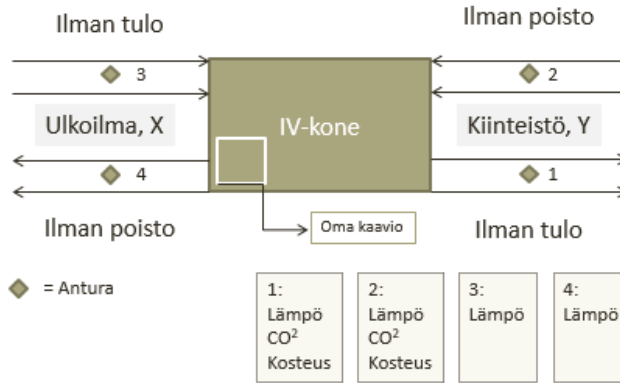 Ilman tulo
Ilman poisto
3
2
Ulkoilma, X
IV-kone
Kiinteistö, Y
4
1
Ilman poisto
Oma kaavio
Ilman tulo
= Antura
1:
Lämpö
CO²
Kosteus
2:
Lämpö
CO²
Kosteus
3:
Lämpö
4:
Lämpö